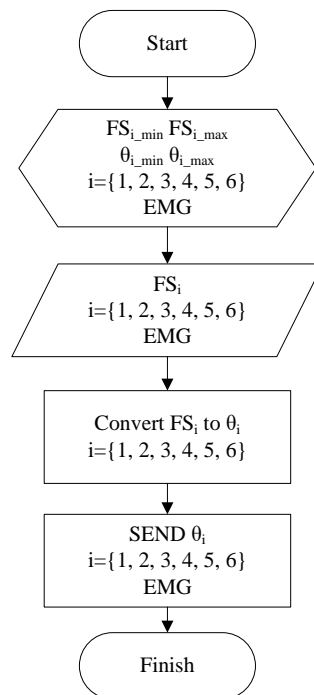 Start
FSi_min FSi_max
θi_min θi_max
i={1, 2, 3, 4, 5, 6}
EMG
FSi
i={1, 2, 3, 4, 5, 6}
EMG
Convert FSi to θi
i={1, 2, 3, 4, 5, 6}
SEND θi
i={1, 2, 3, 4, 5, 6}
EMG
Finish